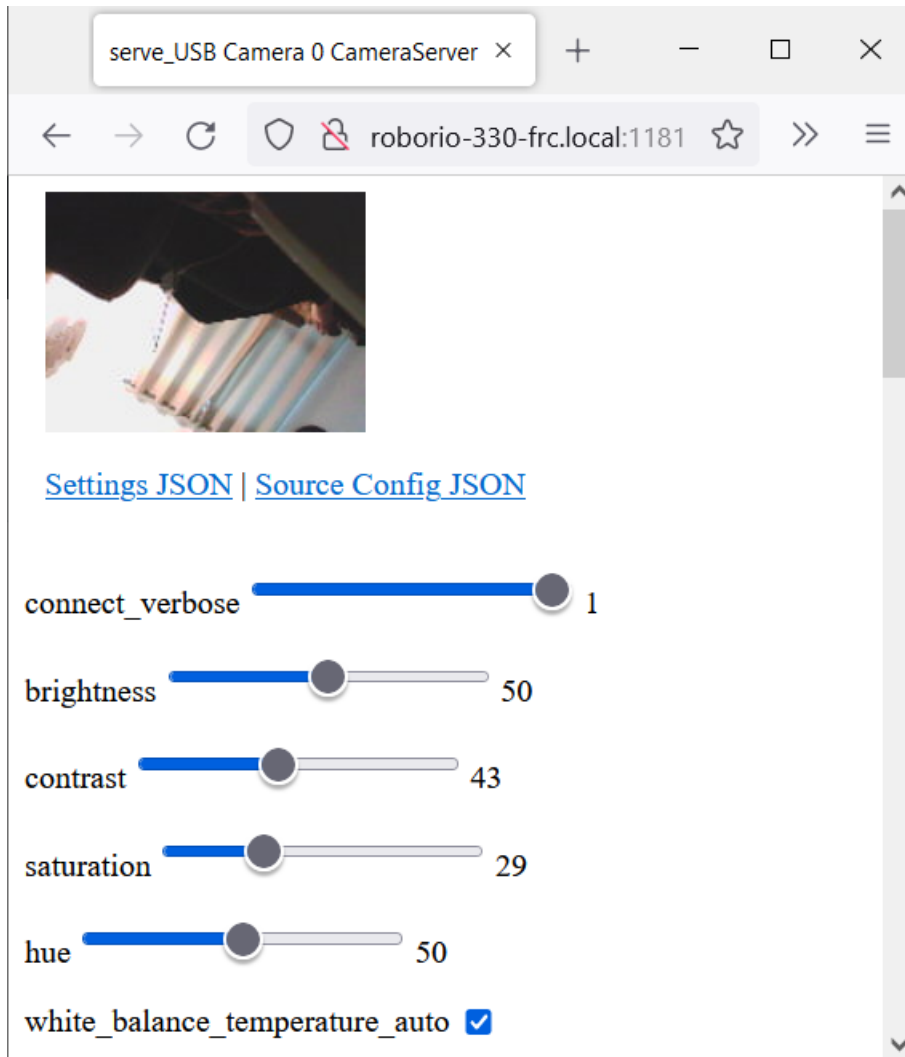 serve_USB Camera 0 CameraServer
roborio-330-frc.local:1181
Settings JSON | Source Config JSON
connect_verbose 1
brightness 50
contrast 43
saturation 29
hue 50
white_balance_temperature_auto